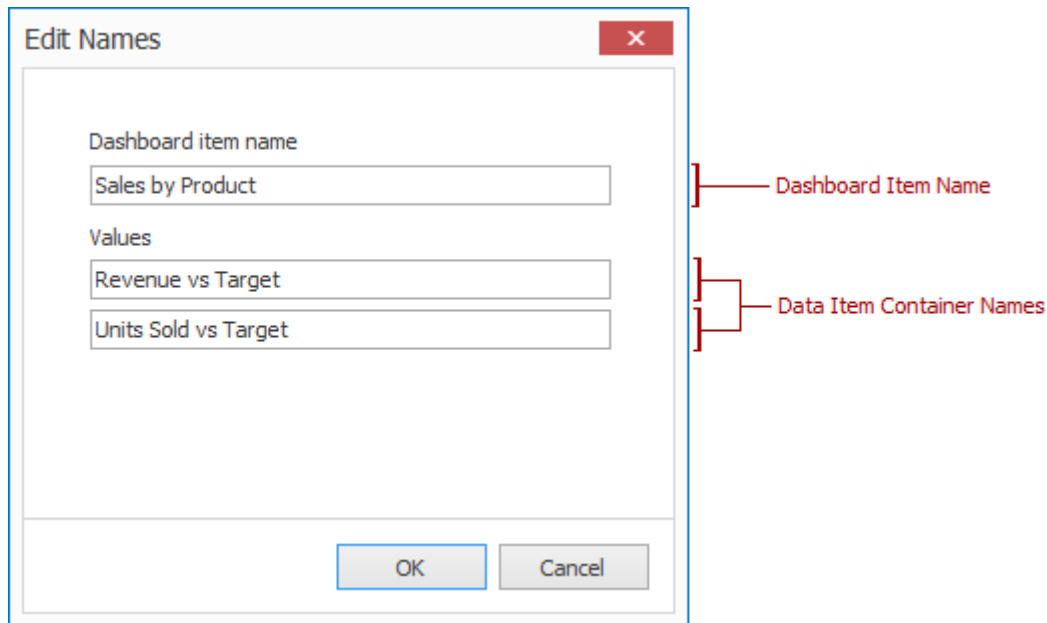 Edit Names
Dashboard item name
Sales by Product
Dashboard Item Name
Values
Revenue vs Target
Data Item Container Names
Units Sold vs Target
OK
Cancel